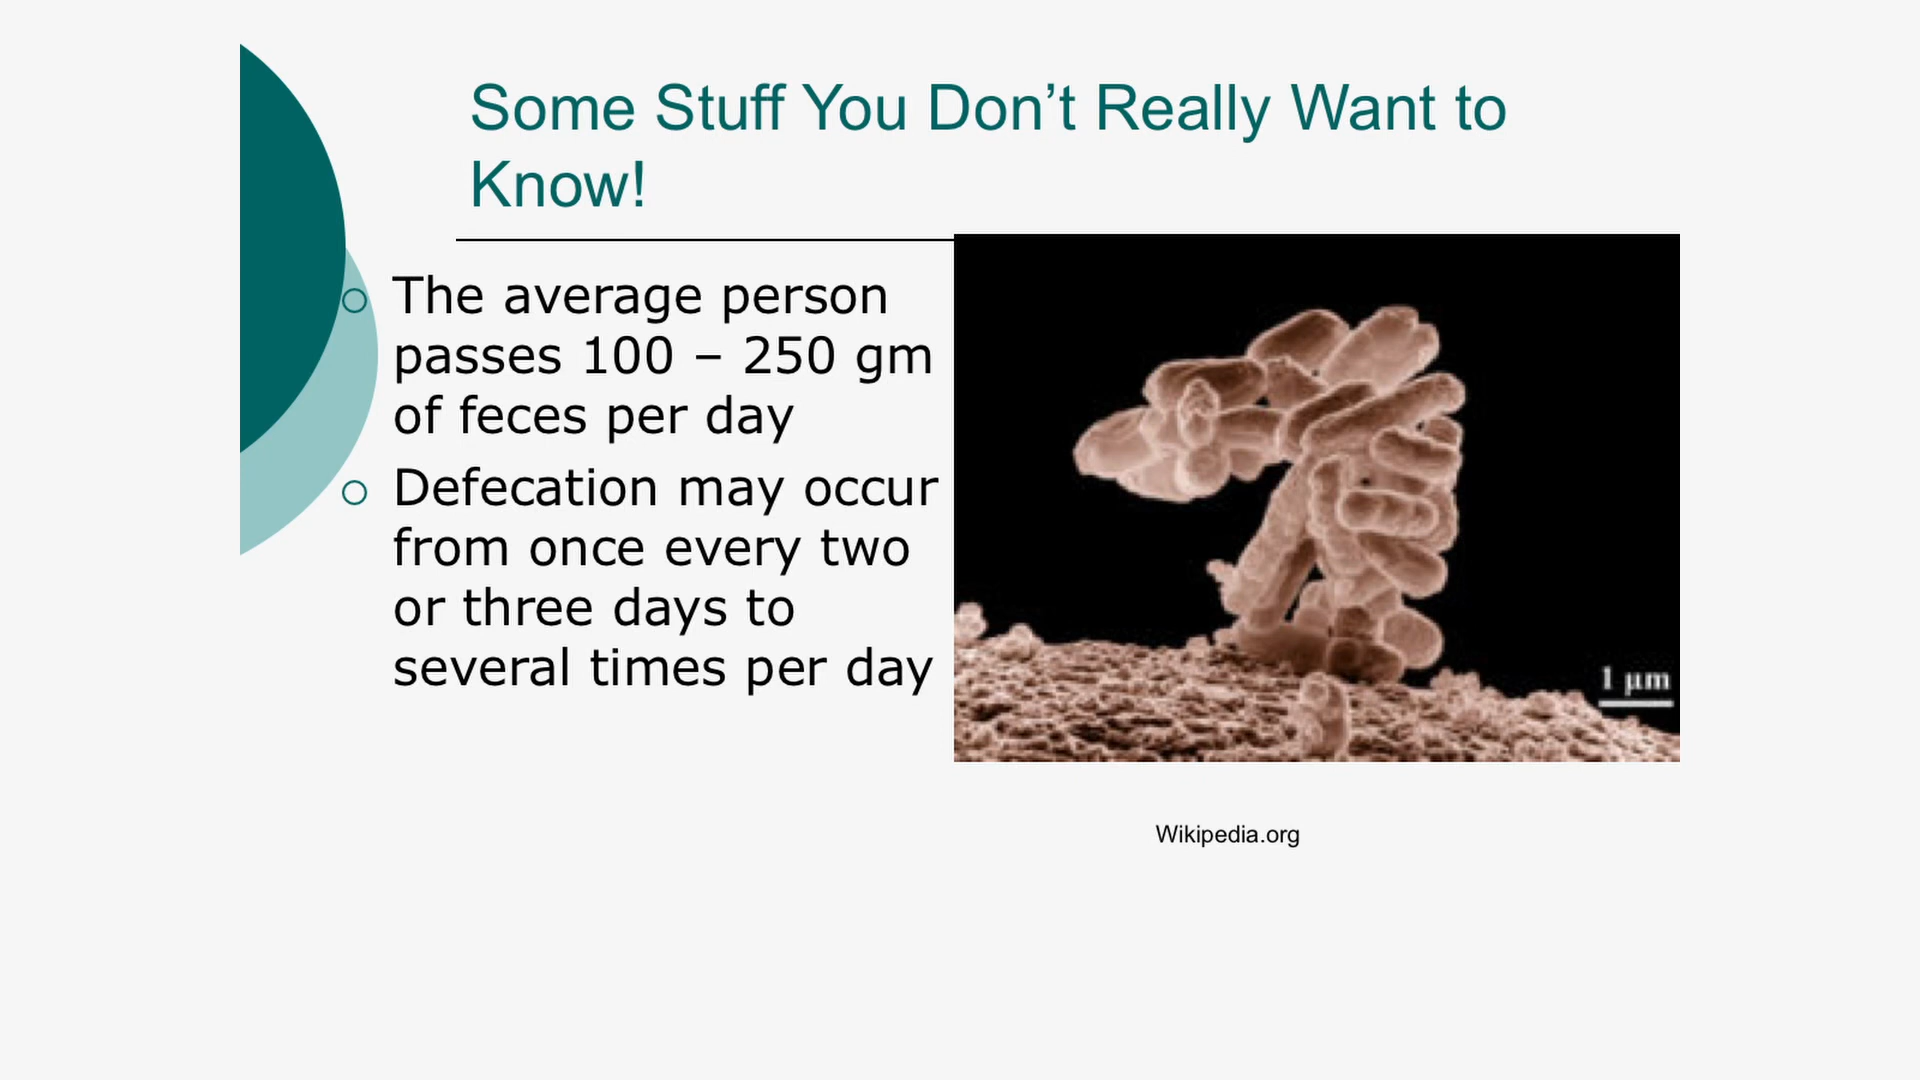 Some Stuff You Don’t Really Want to
Know!
The average person
passes 100 – 250 gm
of feces per day
Defecation may occur
from once every two
or three days to
several times per day
1 µm
Wikipedia.org